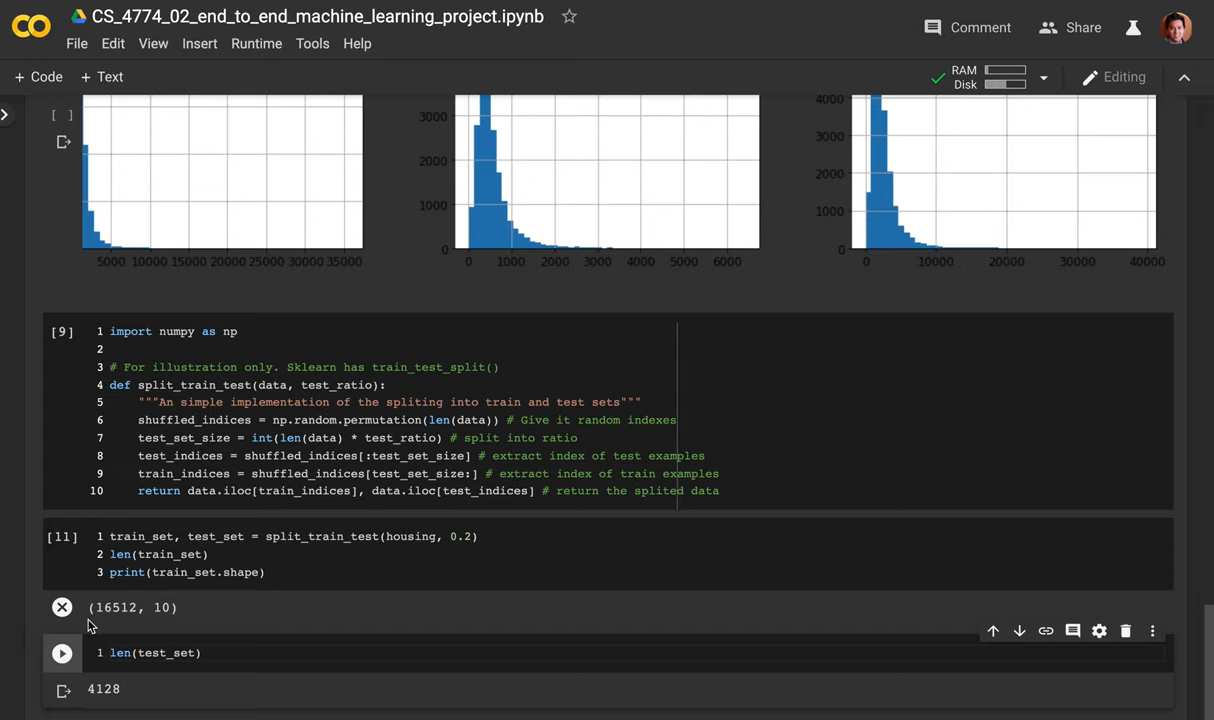 CO CS_4774_02_end_to_end_machine_learning_project.ipynb
File Edit View Insert Runtime Tools Help
Comment Share
+ Code + Text
RAM
Disk
Editing
[ ]
5000 10000 15000 20000 25000 30000 35000
3000
2000
1000
0
0 1000 2000 3000 4000 5000 6000
4000
3000
2000
1000
0
0 10000 20000 30000 40000
[9]
1 import numpy as np
2
3 # For illustration only. Sklearn has train_test_split()
4 def split_train_test(data, test_ratio):
5 """An simple implementation of the spliting into train and test sets"""
6 shuffled_indices = np.random.permutation(len(data)) # Give it random indexes
7 test_set_size = int(len(data) * test_ratio) # split into ratio
8 test_indices = shuffled_indices[:test_set_size] # extract index of test examples
9 train_indices = shuffled_indices[test_set_size:] # extract index of train examples
10 return data.iloc[train_indices], data.iloc[test_indices] # return the splited data
[11]
1 train_set, test_set = split_train_test(housing, 0.2)
2 len(train_set)
3 print(train_set.shape)
(16512, 10)
1 len(test_set)
4128